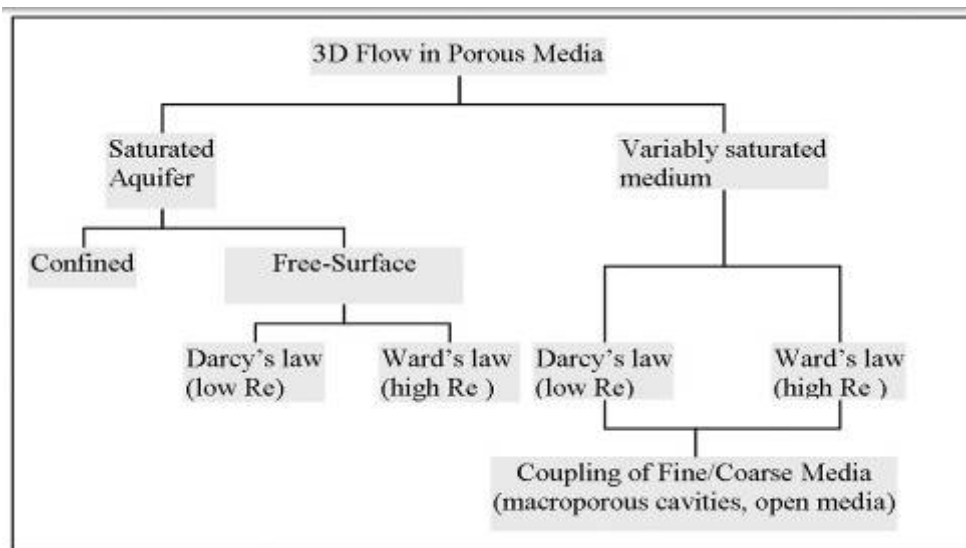 3D Flow in Porous Media
Saturated
Aquifer
Variably saturated
medium
Confined
Free-Surface
Darcy's law
(low Re)
Ward's law
(high Re )
Darcy's law
(low Re)
Ward's law
(high Re )
Coupling of Fine/Coarse Media
(macroporous cavities, open media)